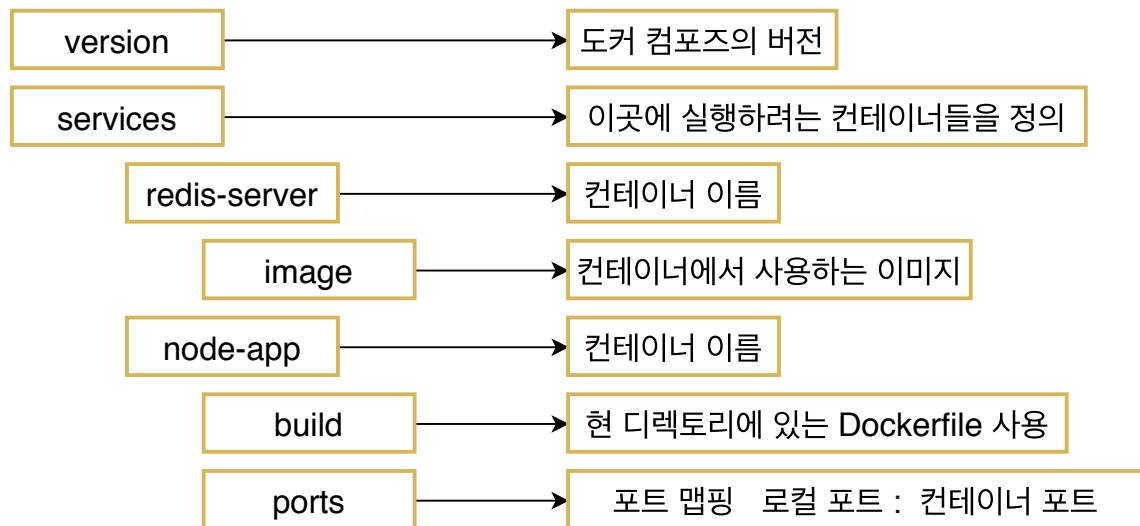 version 도커 컴포즈의 버전
services 이곳에 실행하려는 컨테이너들을 정의
redis-server 컨테이너 이름
image 컨테이너에서 사용하는 이미지
node-app 컨테이너 이름
build 현 디렉토리에 있는 Dockerfile 사용
ports 포트 맵핑 로컬 포트 : 컨테이너 포트